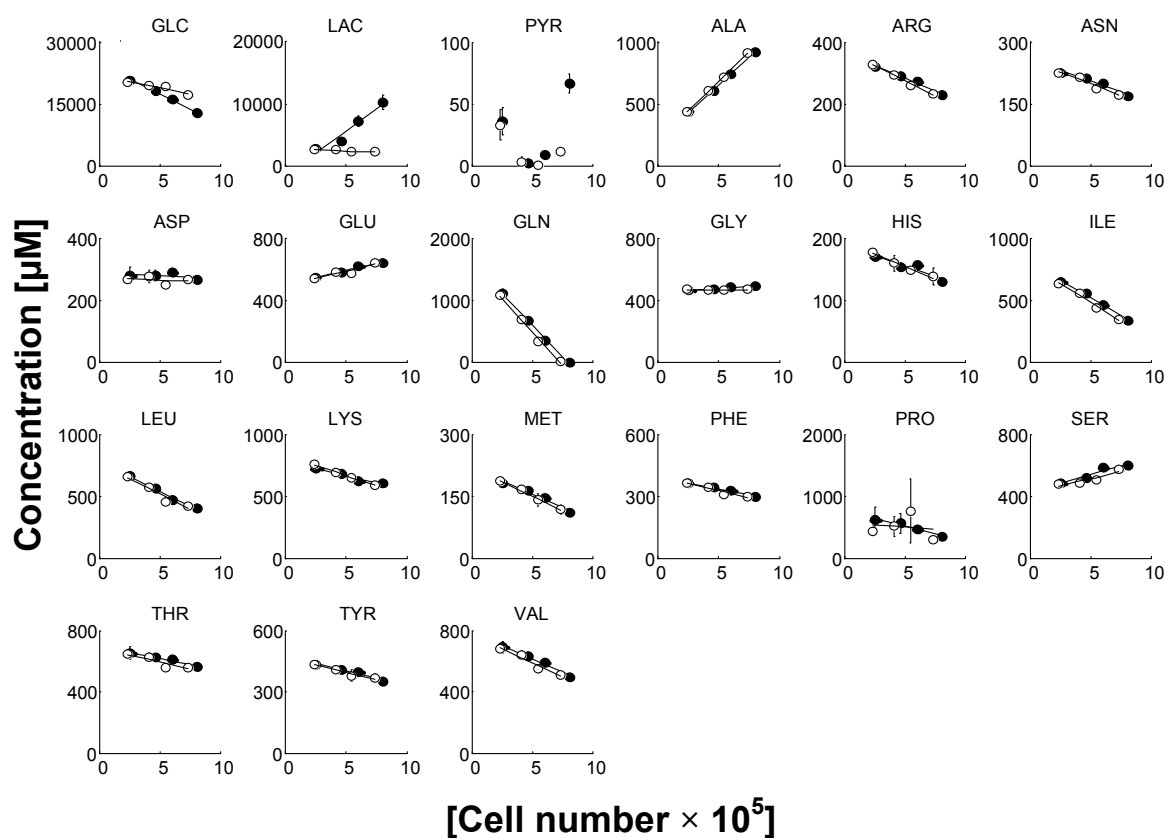 GLC LAC PYR ALA ARG ASN
30000 20000 100 1000 400 300
15000 10000 50 500 200 150
0 0 0 0 0 0
0 5 10 0 5 10 0 5 10 0 5 10 0 5 10 0 5 10
ASP GLU GLN GLY HIS ILE
400 800 2000 800 200 1000
200 400 1000 400 100 500
0 0 0 0 0 0
0 5 10 0 5 10 0 5 10 0 5 10 0 5 10 0 5 10
Concentration [µM]
LEU LYS MET PHE PRO SER
1000 1000 300 600 2000 800
500 500 150 300 1000 400
0 0 0 0 0 0
0 5 10 0 5 10 0 5 10 0 5 10 0 5 10 0 5 10
THR TYR VAL
800 600 800
400 300 400
0 0 0
0 5 10 0 5 10 0 5 10
[Cell number × 10⁵]